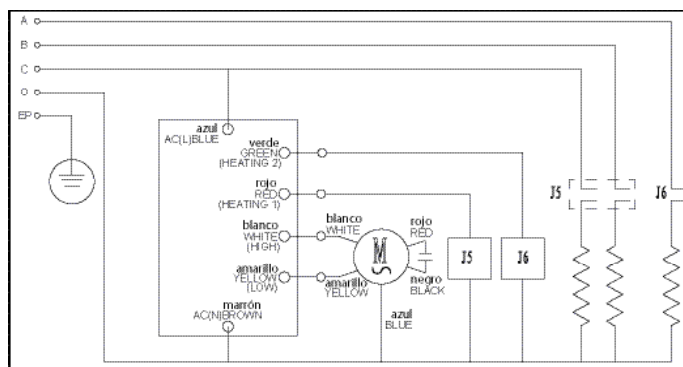 A
B
C
O
EP
azul
AC(L)BLUE
verde
GREEN
(HEATING 2)
rojo
RED
(HEATING 1)
blanco
WHITE
(HIGH)
amarillo
YELLOW
(LOW)
marrón
AC(N)BROWN
blanco
WHITE
rojo
RED
M
amarillo
YELLOW
negro
BLACK
azul
BLUE
J5
J6
J5
J6